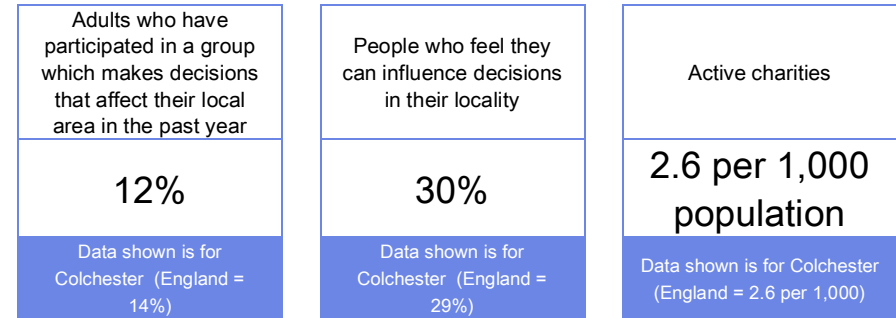 Adults who have
participated in a group
which makes decisions
that affect their local
area in the past year
12%
Data shown is for
Colchester (England =
14%)
People who feel they
can influence decisions
in their locality
30%
Data shown is for
Colchester (England =
29%)
Active charities
2.6 per 1,000
population
Data shown is for Colchester
(England = 2.6 per 1,000)